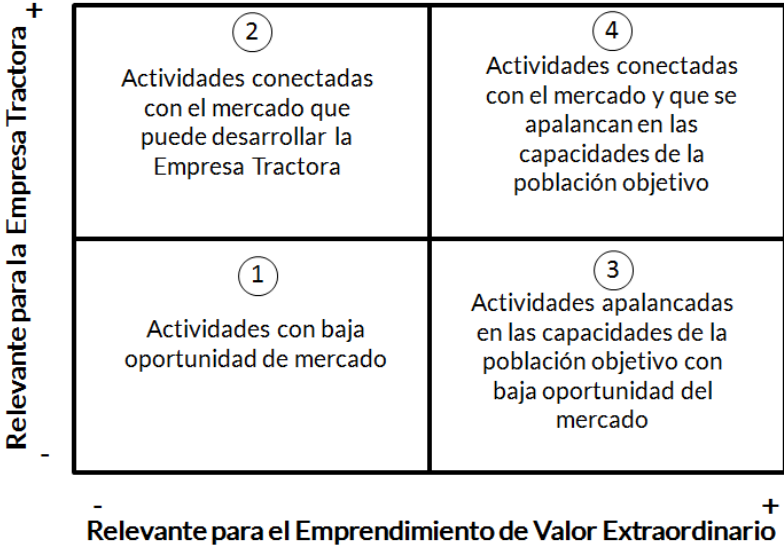 +
Relevante para la Empresa Tractora
-
2
Actividades conectadas
con el mercado que
puede desarrollar la
Empresa Tractora
4
Actividades conectadas
con el mercado y que se
apalancan en las
capacidades de la
población objetivo
1
Actividades con baja
oportunidad de mercado
3
Actividades apalancadas
en las capacidades de la
población objetivo con
baja oportunidad del
mercado
-
+
Relevante para el Emprendimiento de Valor Extraordinario